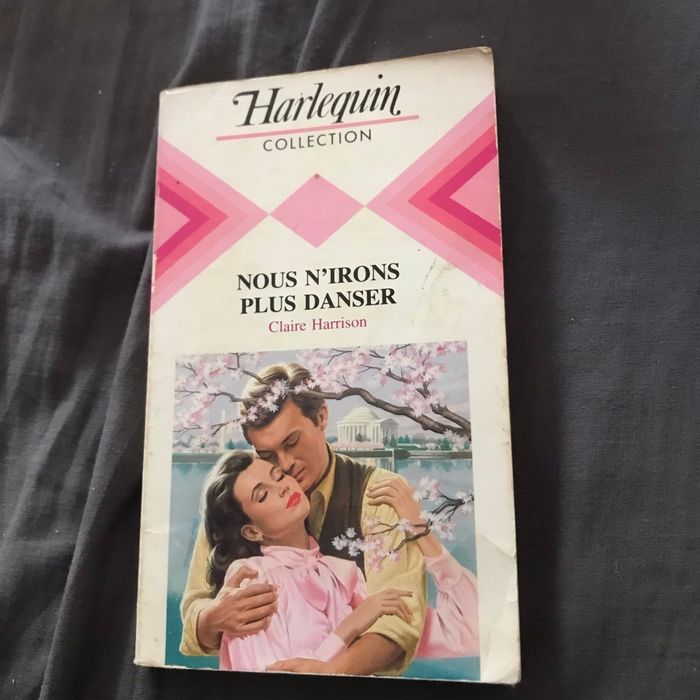 Harlequin
COLLECTION
NOUS N'IRONS
PLUS DANSER
Claire Harrison